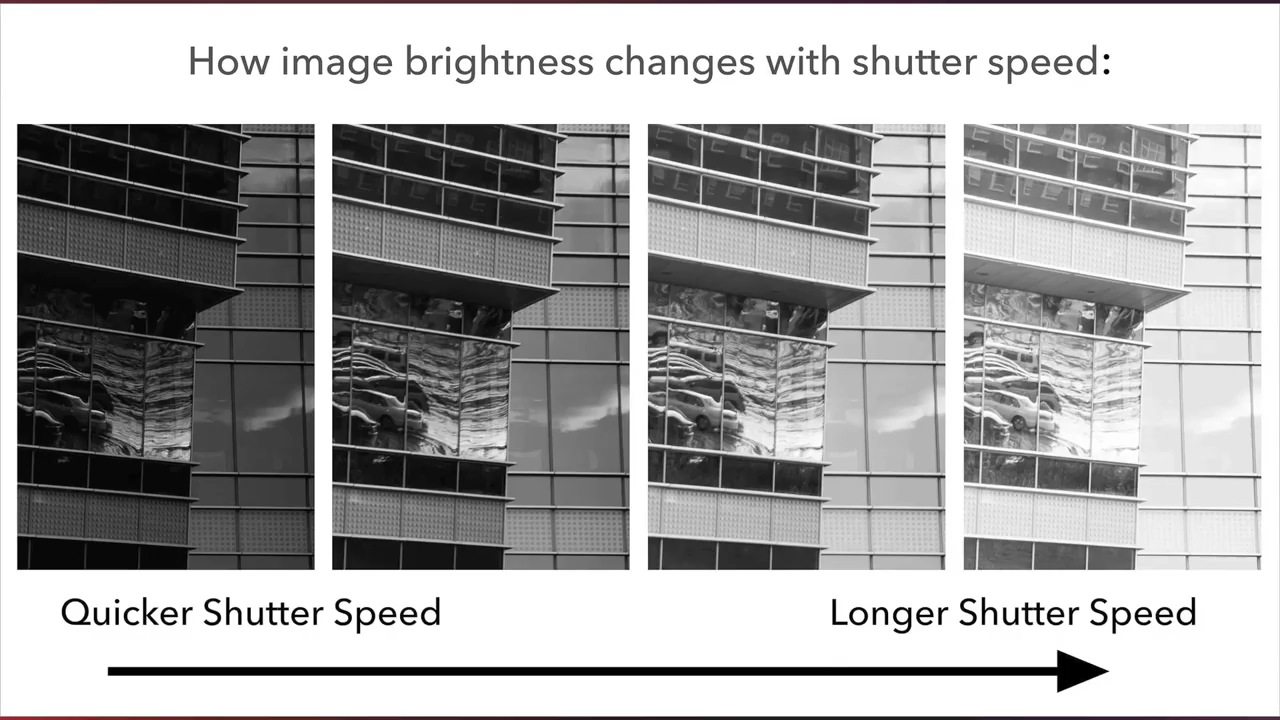 How image brightness changes with shutter speed:
Quicker Shutter Speed
Longer Shutter Speed